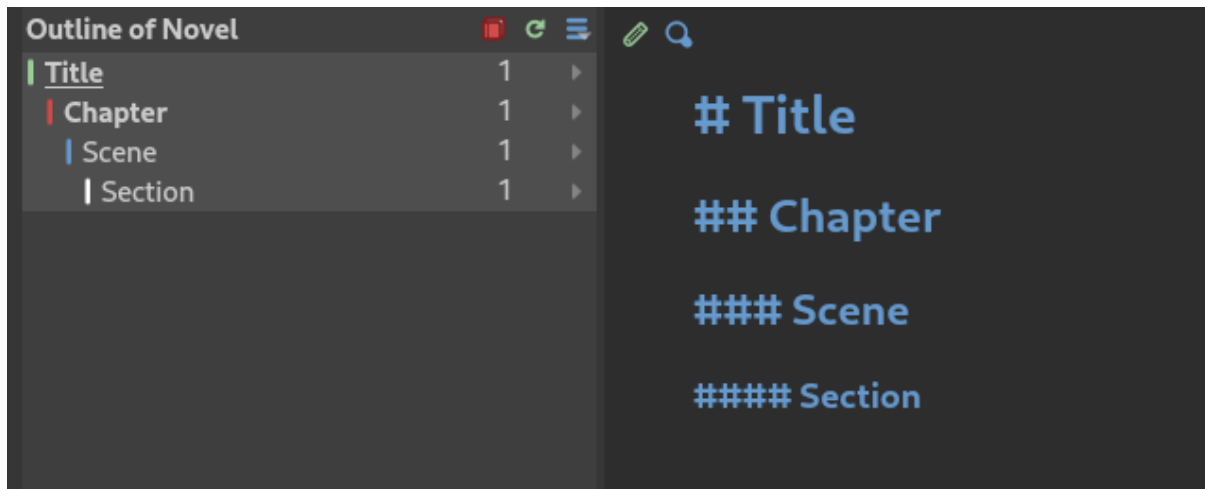 Outline of Novel
Title 1
Chapter 1
Scene 1
Section 1
# Title
## Chapter
### Scene
#### Section